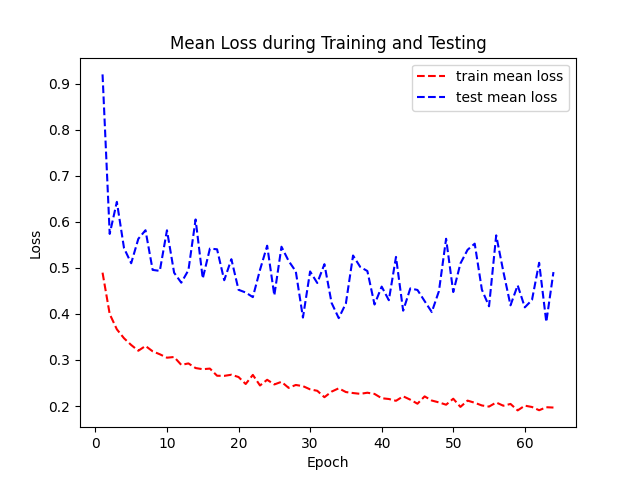 Mean Loss during Training and Testing
train mean loss
test mean loss
Loss
0.9
0.8
0.7
0.6
0.5
0.4
0.3
0.2
0 10 20 30 40 50 60
Epoch